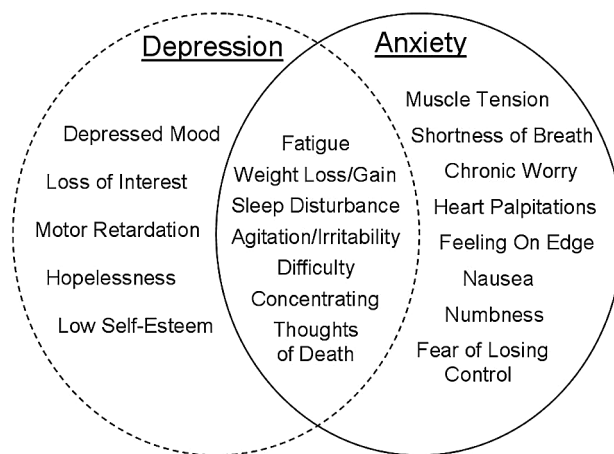 Depression
Anxiety
Depressed Mood
Loss of Interest
Motor Retardation
Hopelessness
Low Self-Esteem
Fatigue
Weight Loss/Gain
Sleep Disturbance
Agitation/Irritability
Difficulty
Concentrating
Thoughts
of Death
Muscle Tension
Shortness of Breath
Chronic Worry
Heart Palpitations
Feeling On Edge
Nausea
Numbness
Fear of Losing
Control